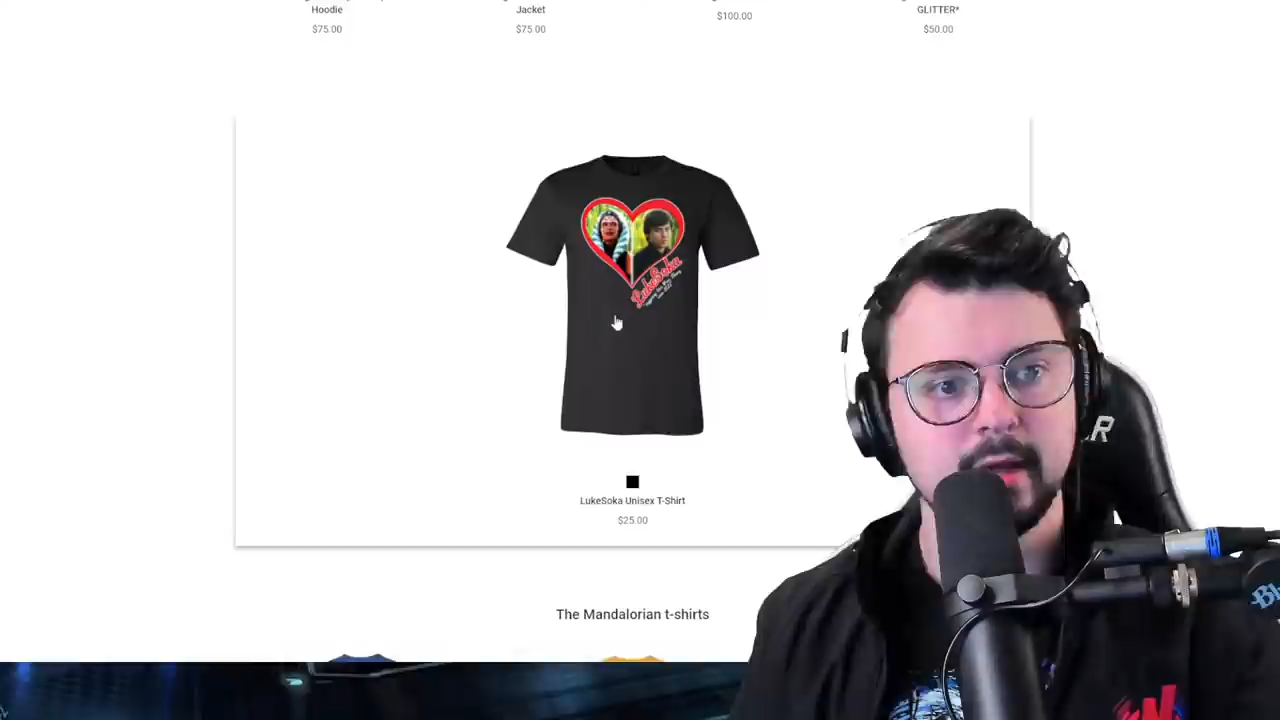 Hoodie
$75.00
Jacket
$75.00
$100.00
GLITTER*
$50.00
LukeSoka
LukeSoka Unisex T-Shirt
$25.00
The Mandalorian t-shirts